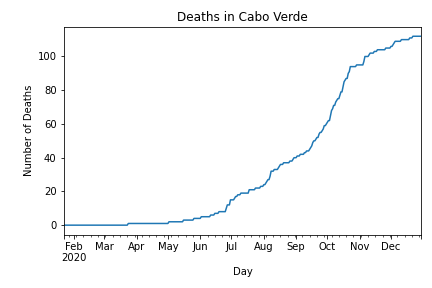 Deaths in Cabo Verde
Number of Deaths
100
80
60
40
20
0
Feb Mar Apr May Jun Jul Aug Sep Oct Nov Dec
2020
Day